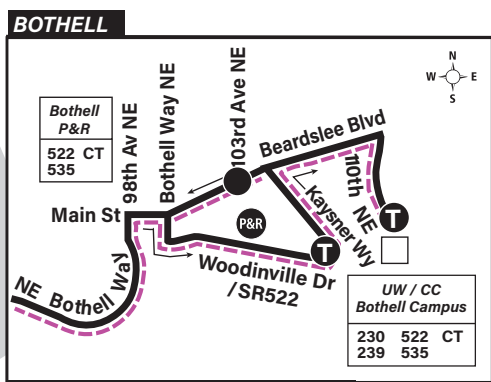 BOTHELL
N
W E
S
Bothell
P&R
522 CT
535
98th Av NE
Bothell Way NE
103rd Ave NE
Beardslee Blvd
110th NE
Kaysner Wy
Main St
P&R
T
T
Woodinville Dr
/SR522
NE Bothell Way
UW / CC
Bothell Campus
230 522 CT
239 535